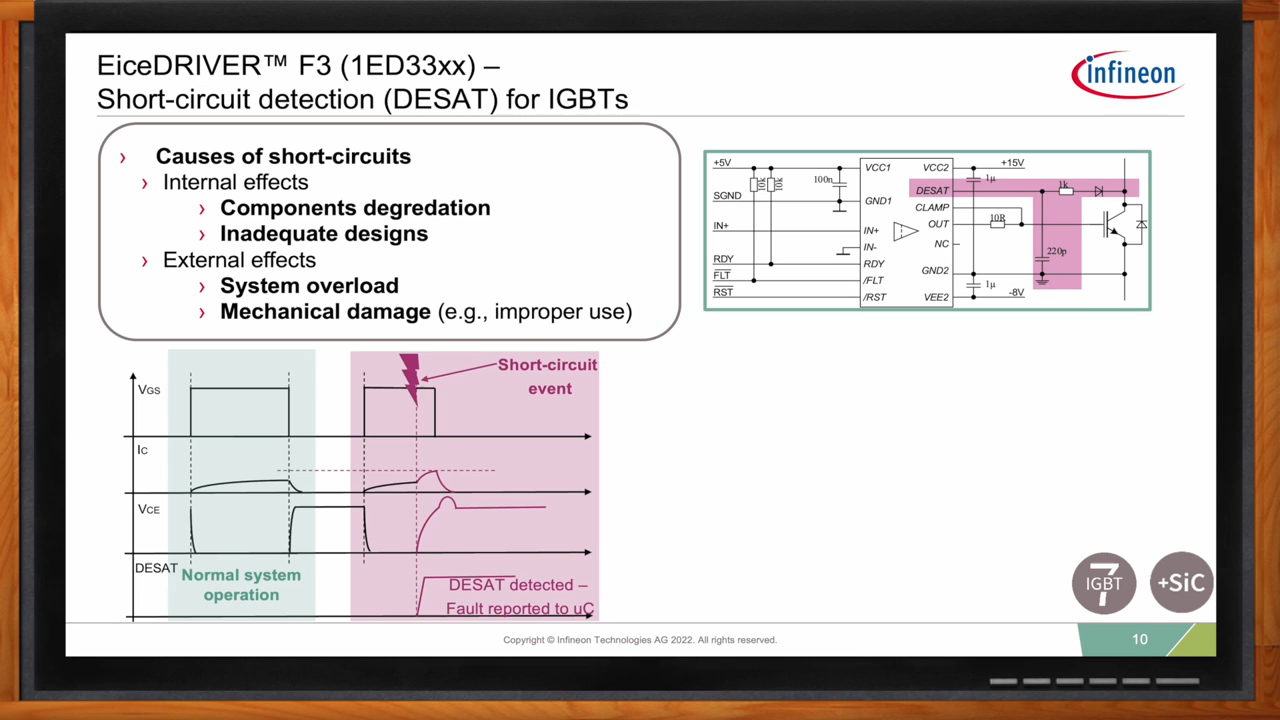 EiceDRIVER™ F3 (1ED33xx) –
Short-circuit detection (DESAT) for IGBTs
infineon
› Causes of short-circuits
› Internal effects
› Components degredation
› Inadequate designs
› External effects
› System overload
› Mechanical damage (e.g., improper use)
+5V
SGND
IN+
RDY
FLT
RST
10k
10k
100n
VCC1
GND1
IN+
IN-
RDY
/FLT
/RST
VCC2
DESAT
CLAMP
OUT
NC
GND2
VEE2
+15V
1µ
1k
10R
220p
1µ
-8V
Short-circuit
event
VGS
IC
VCE
DESAT
Normal system
operation
DESAT detected –
Fault reported to uC
7
IGBT
+SiC
Copyright © Infineon Technologies AG 2022. All rights reserved.
10